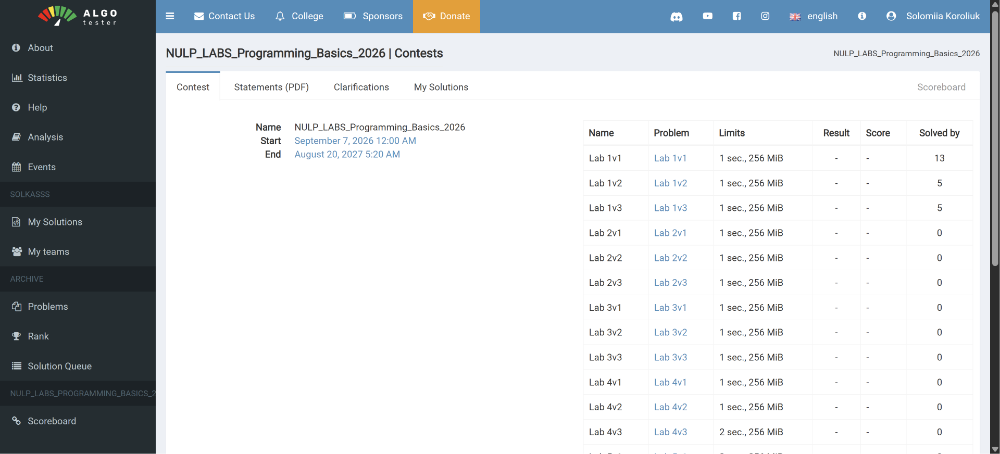 ALGO
tester
Contact Us
College
Sponsors
Donate
english
Solomiia Koroliuk
About
Statistics
Help
Analysis
Events
SOLKASSS
My Solutions
My teams
ARCHIVE
Problems
Rank
Solution Queue
NULP_LABS_PROGRAMMING_BASICS_2
Scoreboard
NULP_LABS_Programming_Basics_2026 | Contests
NULP_LABS_Programming_Basics_2026
Contest Statements (PDF) Clarifications My Solutions Scoreboard
Name NULP_LABS_Programming_Basics_2026
Start September 7, 2026 12:00 AM
End August 20, 2027 5:20 AM
Name Problem Limits Result Score Solved by
Lab 1v1 Lab 1v1 1 sec., 256 MiB - - 13
Lab 1v2 Lab 1v2 1 sec., 256 MiB - - 5
Lab 1v3 Lab 1v3 1 sec., 256 MiB - - 5
Lab 2v1 Lab 2v1 1 sec., 256 MiB - - 0
Lab 2v2 Lab 2v2 1 sec., 256 MiB - - 0
Lab 2v3 Lab 2v3 1 sec., 256 MiB - - 0
Lab 3v1 Lab 3v1 1 sec., 256 MiB - - 0
Lab 3v2 Lab 3v2 1 sec., 256 MiB - - 0
Lab 3v3 Lab 3v3 1 sec., 256 MiB - - 0
Lab 4v1 Lab 4v1 1 sec., 256 MiB - - 0
Lab 4v2 Lab 4v2 1 sec., 256 MiB - - 0
Lab 4v3 Lab 4v3 2 sec., 256 MiB - - 0